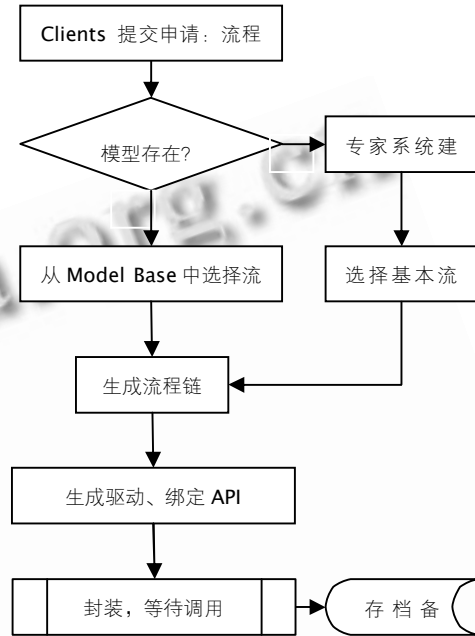 Clients 提交申请：流程
模型存在？
专家系统建
从 Model Base 中选择流
选择基本流
生成流程链
生成驱动、绑定 API
封装，等待调用
存档备